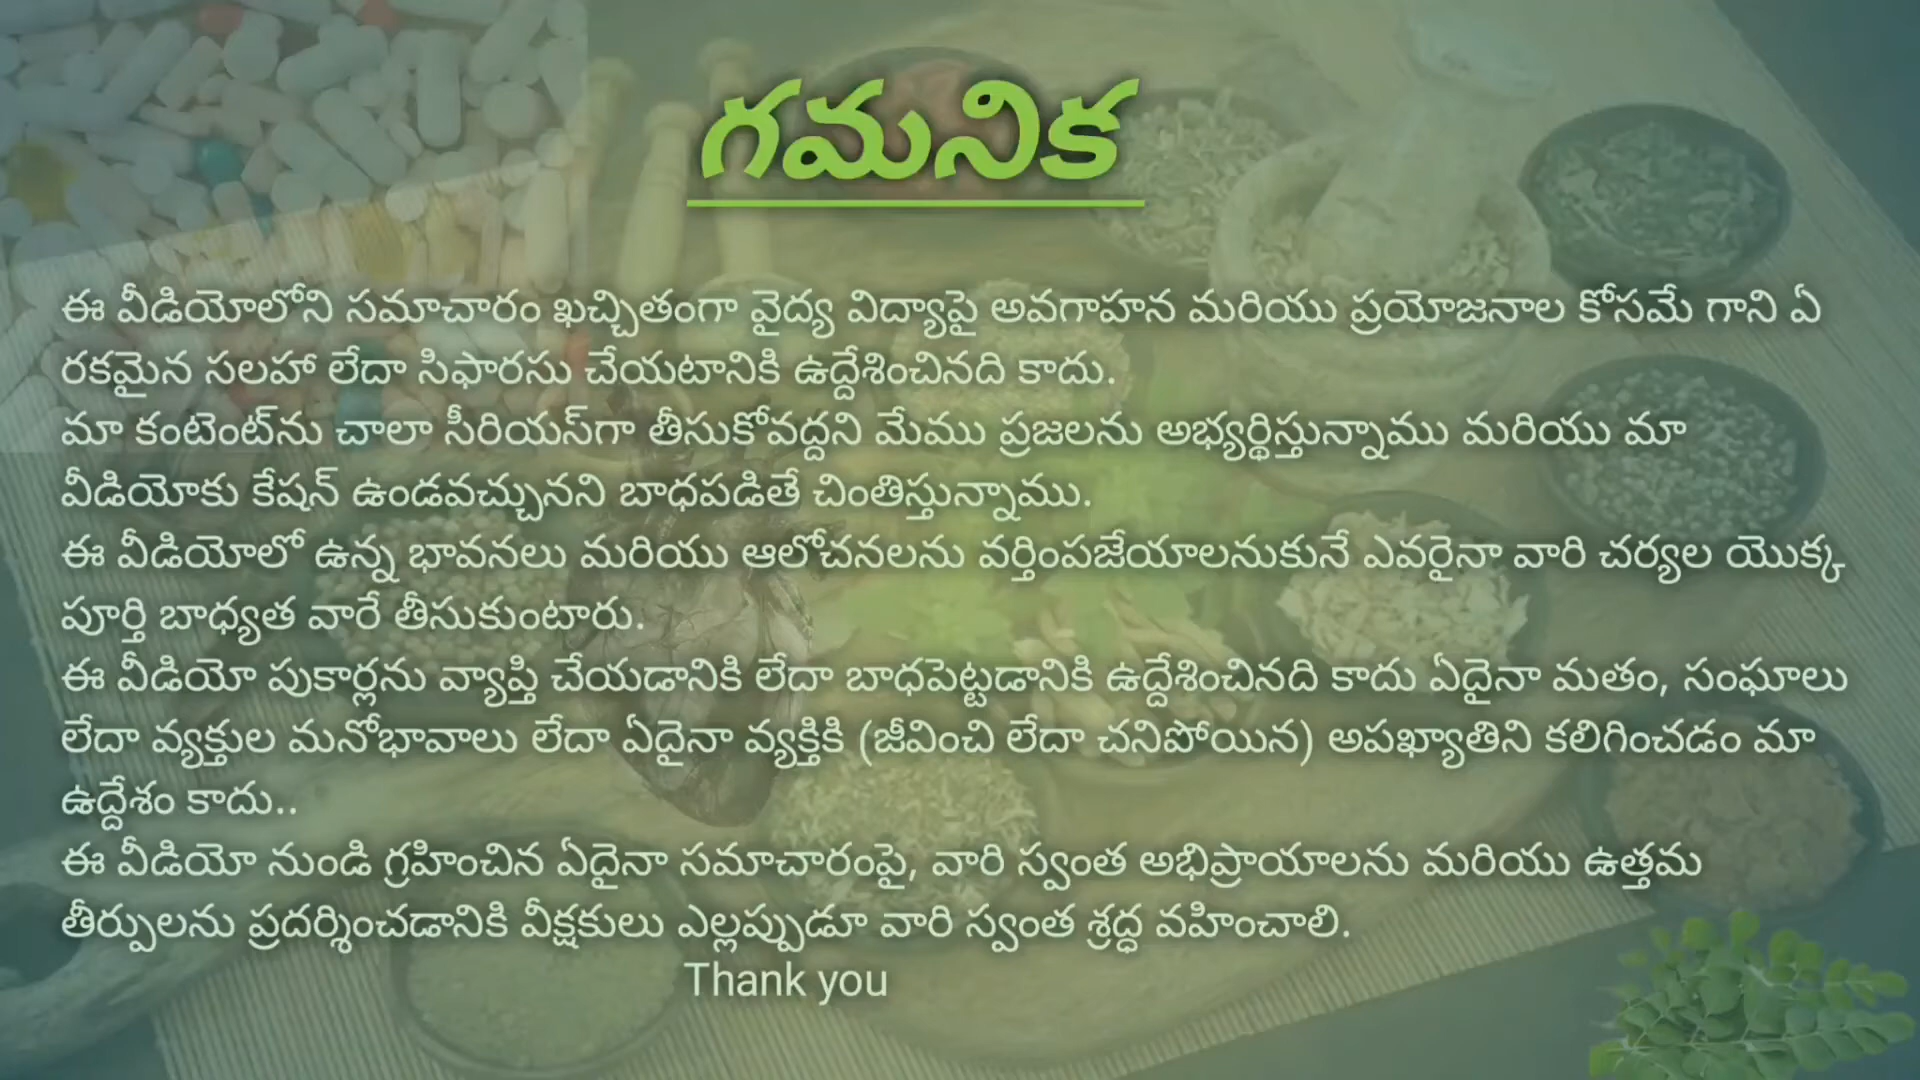 గమనిక
ఈ వీడియోలోని సమాచారం ఖచ్చితంగా వైద్య విద్యాపై అవగాహన మరియు ప్రయోజనాల కోసమే గాని ఏ
రకమైన సలహా లేదా సిఫారసు చేయటానికి ఉద్దేశించినది కాదు.
మా కంటెంట్‌ను చాలా సీరియస్‌గా తీసుకోవద్దని మేము ప్రజలను అభ్యర్థిస్తున్నాము మరియు మా
వీడియోకు కేషన్ ఉండవచ్చునని బాధపడితే చింతిస్తున్నాము.
ఈ వీడియోలో ఉన్న భావనలు మరియు ఆలోచనలను వర్తింపజేయాలనుకునే ఎవరైనా వారి చర్యల యొక్క
పూర్తి బాధ్యత వారే తీసుకుంటారు.
ఈ వీడియో పుకార్లను వ్యాప్తి చేయడానికి లేదా బాధపెట్టడానికి ఉద్దేశించినది కాదు ఏదైనా మతం, సంఘాలు
లేదా వ్యక్తుల మనోభావాలు లేదా ఏదైనా వ్యక్తికి (జీవించి లేదా చనిపోయిన) అపఖ్యాతిని కలిగించడం మా
ఉద్దేశం కాదు..
ఈ వీడియో నుండి గ్రహించిన ఏదైనా సమాచారంపై, వారి స్వంత అభిప్రాయాలను మరియు ఉత్తమ
తీర్పులను ప్రదర్శించడానికి వీక్షకులు ఎల్లప్పుడూ వారి స్వంత శ్రద్ధ వహించాలి.
Thank you